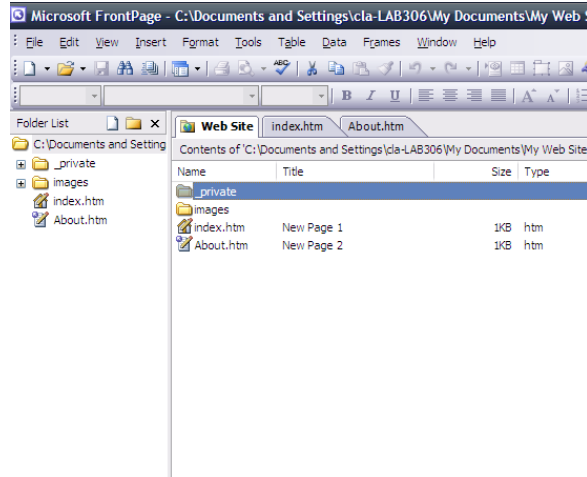 Microsoft FrontPage - C:\Documents and Settings\cla-LAB306\My Documents\My Web S
File Edit View Insert Format Tools Table Data Frames Window Help
ABC
B I U A A
Folder List
Web Site index.htm About.htm
C:\Documents and Setting
Contents of 'C:\Documents and Settings\cla-LAB306\My Documents\My Web Site
_private
images
index.htm
About.htm
Name Title Size Type
_private
images
index.htm New Page 1 1KB htm
About.htm New Page 2 1KB htm